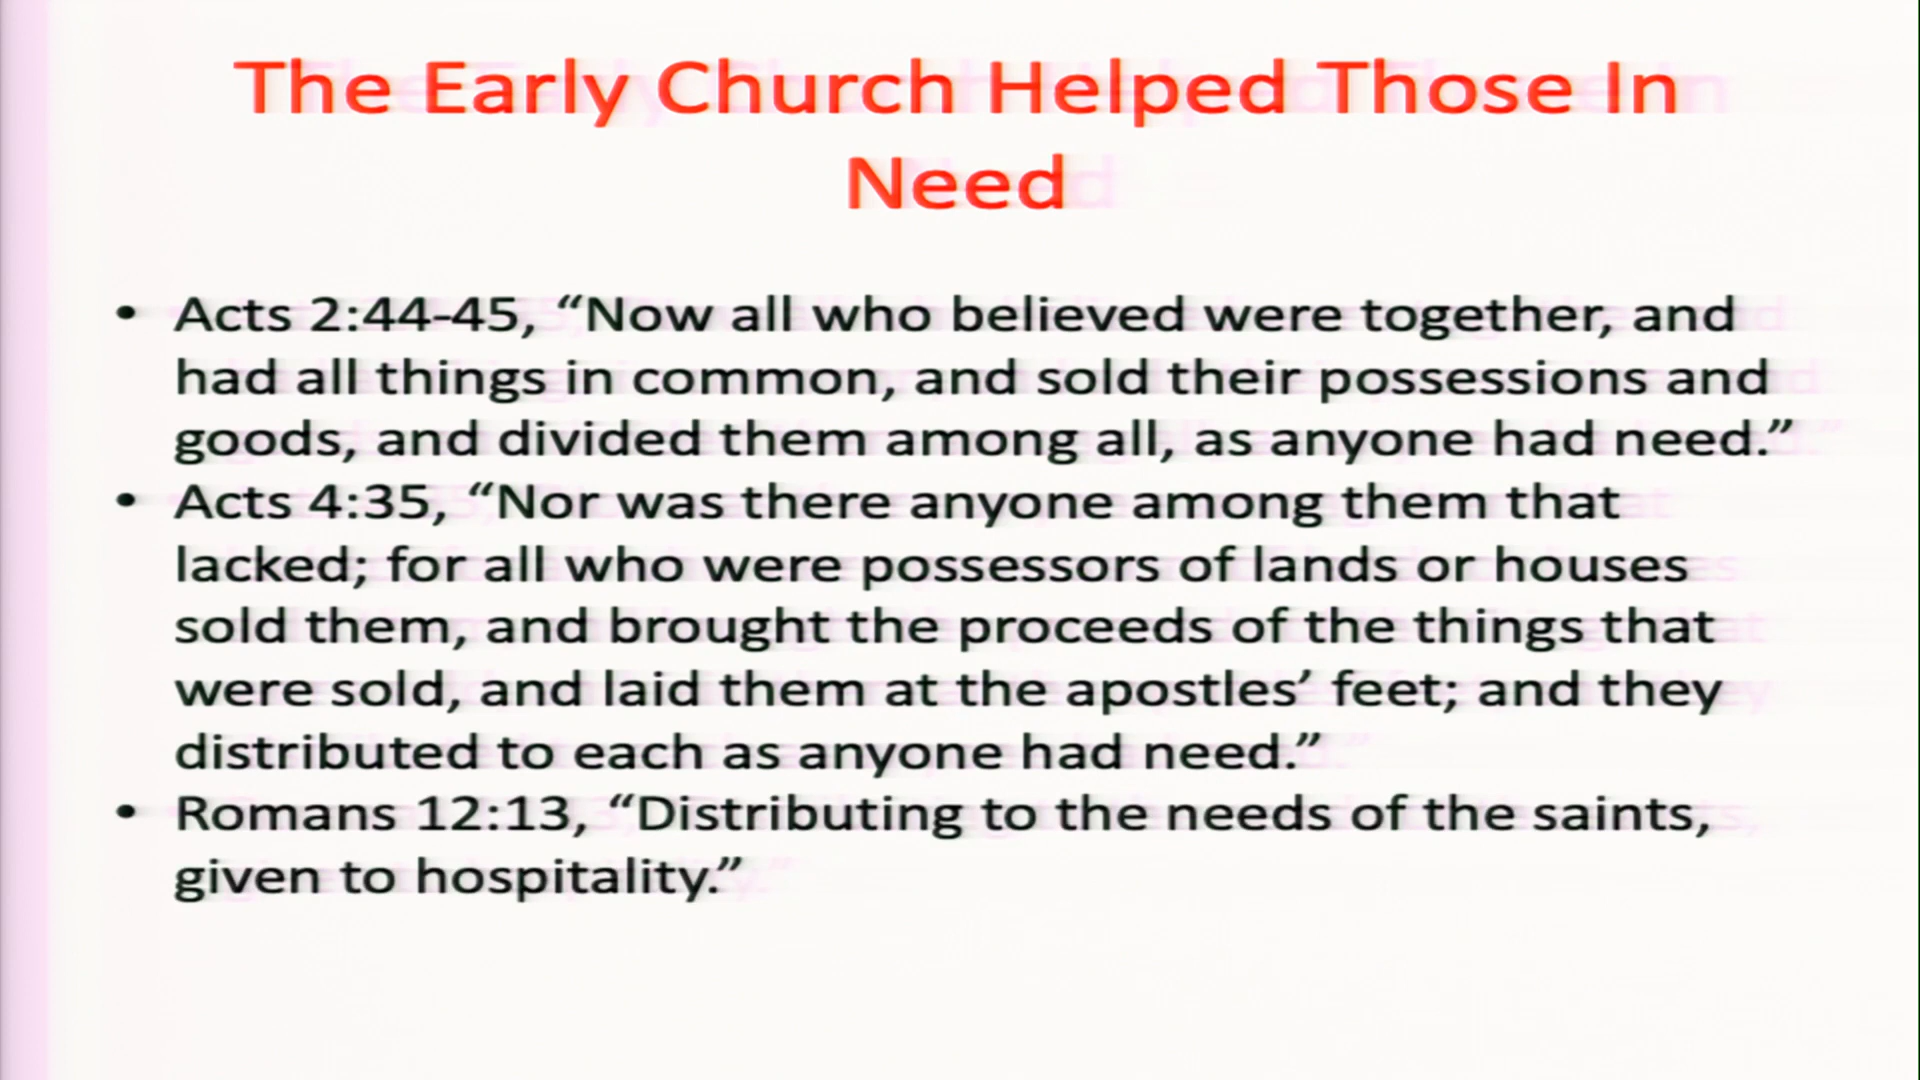 The Early Church Helped Those In
Need
• Acts 2:44-45, “Now all who believed were together, and
had all things in common, and sold their possessions and
goods, and divided them among all, as anyone had need.”
• Acts 4:35, “Nor was there anyone among them that
lacked; for all who were possessors of lands or houses
sold them, and brought the proceeds of the things that
were sold, and laid them at the apostles’ feet; and they
distributed to each as anyone had need.”
• Romans 12:13, “Distributing to the needs of the saints,
given to hospitality.”